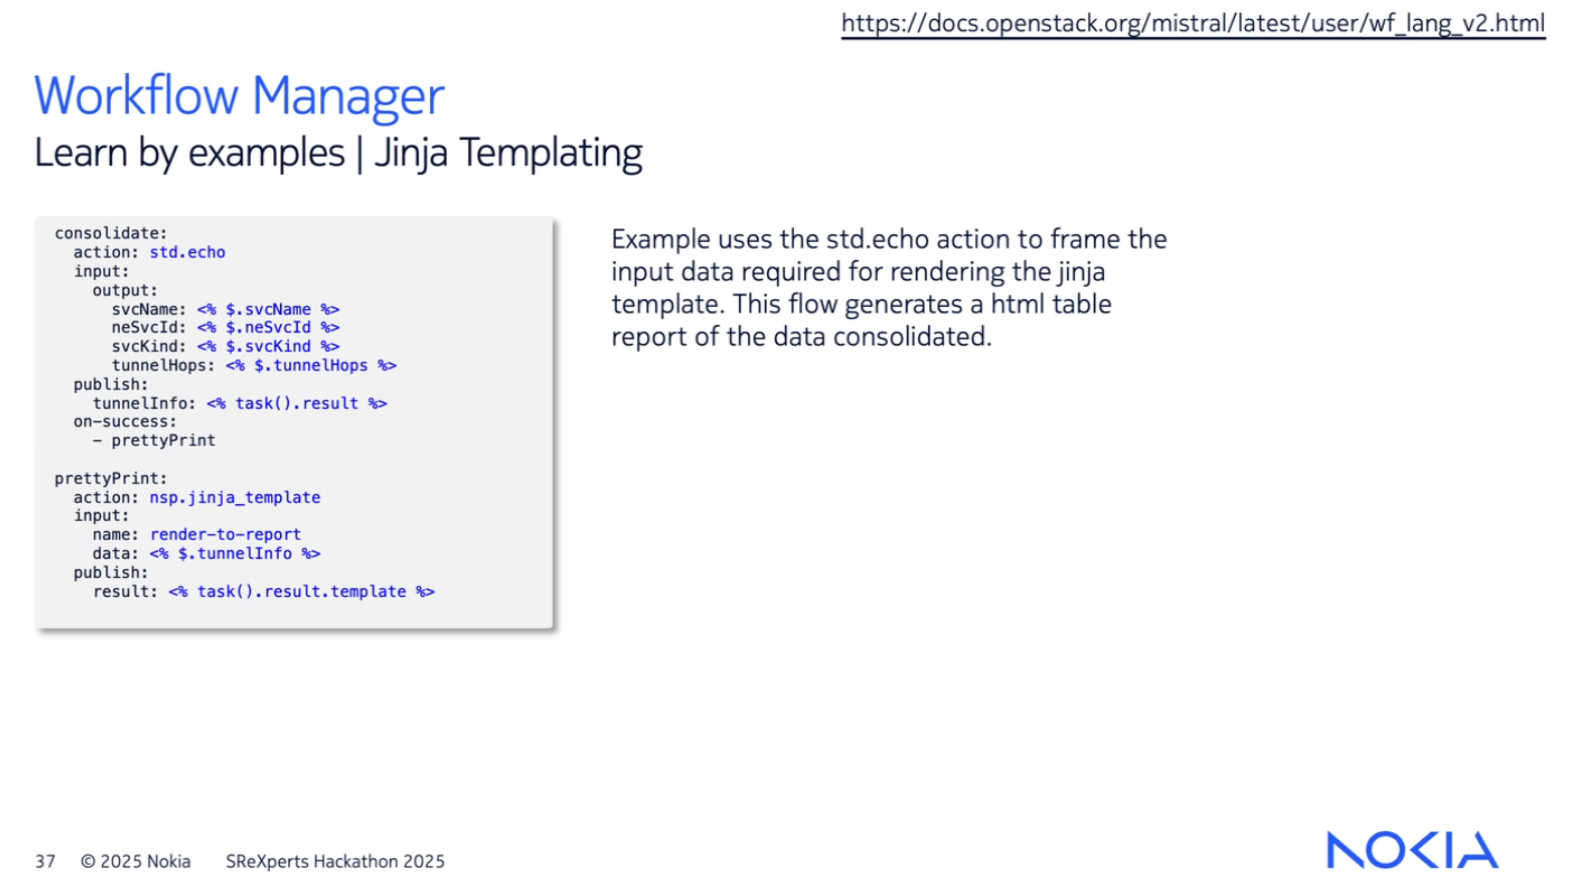 https://docs.openstack.org/mistral/latest/user/wf_lang_v2.html
Workflow Manager
Learn by examples | Jinja Templating
consolidate:
  action: std.echo
  input:
    output:
      svcName: <% $.svcName %>
      neSvcId: <% $.neSvcId %>
      svcKind: <% $.svcKind %>
      tunnelHops: <% $.tunnelHops %>
  publish:
    tunnelInfo: <% task().result %>
  on-success:
    - prettyPrint

prettyPrint:
  action: nsp.jinja_template
  input:
    name: render-to-report
    data: <% $.tunnelInfo %>
  publish:
    result: <% task().result.template %>
Example uses the std.echo action to frame the
input data required for rendering the jinja
template. This flow generates a html table
report of the data consolidated.
37 © 2025 Nokia SReXperts Hackathon 2025
NOKIA